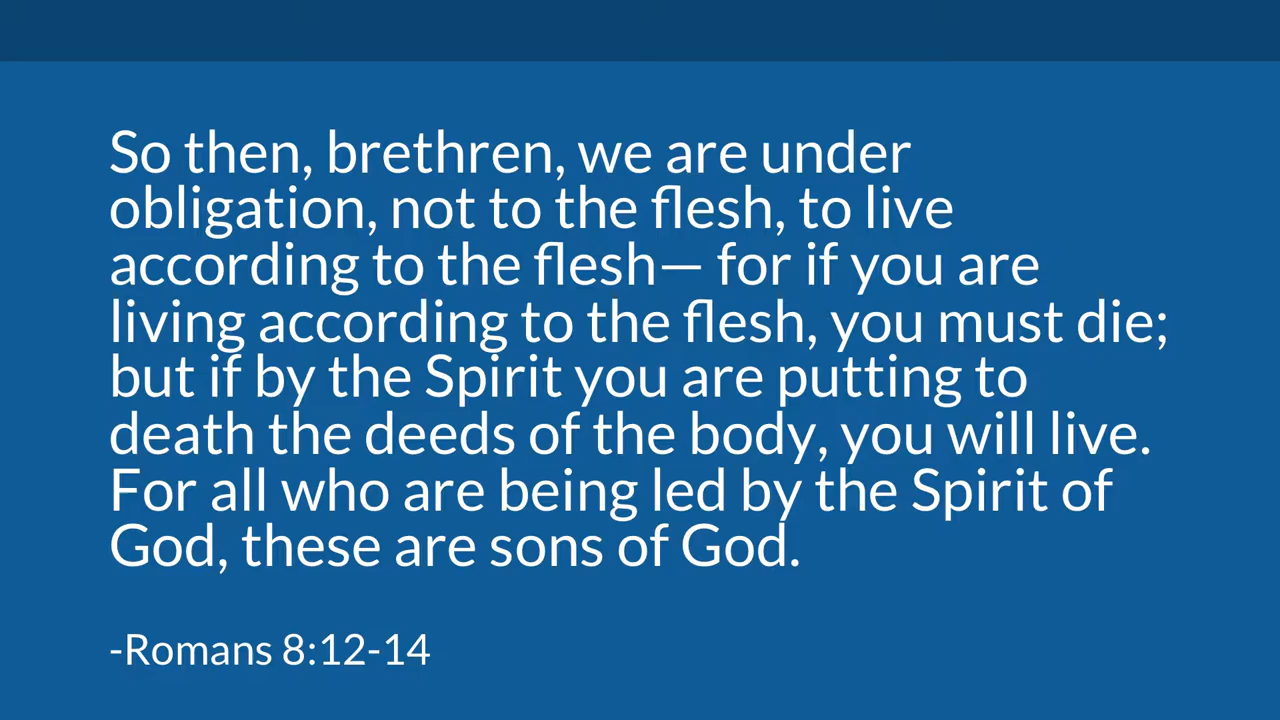 So then, brethren, we are under
obligation, not to the flesh, to live
according to the flesh— for if you are
living according to the flesh, you must die;
but if by the Spirit you are putting to
death the deeds of the body, you will live.
For all who are being led by the Spirit of
God, these are sons of God.
-Romans 8:12-14